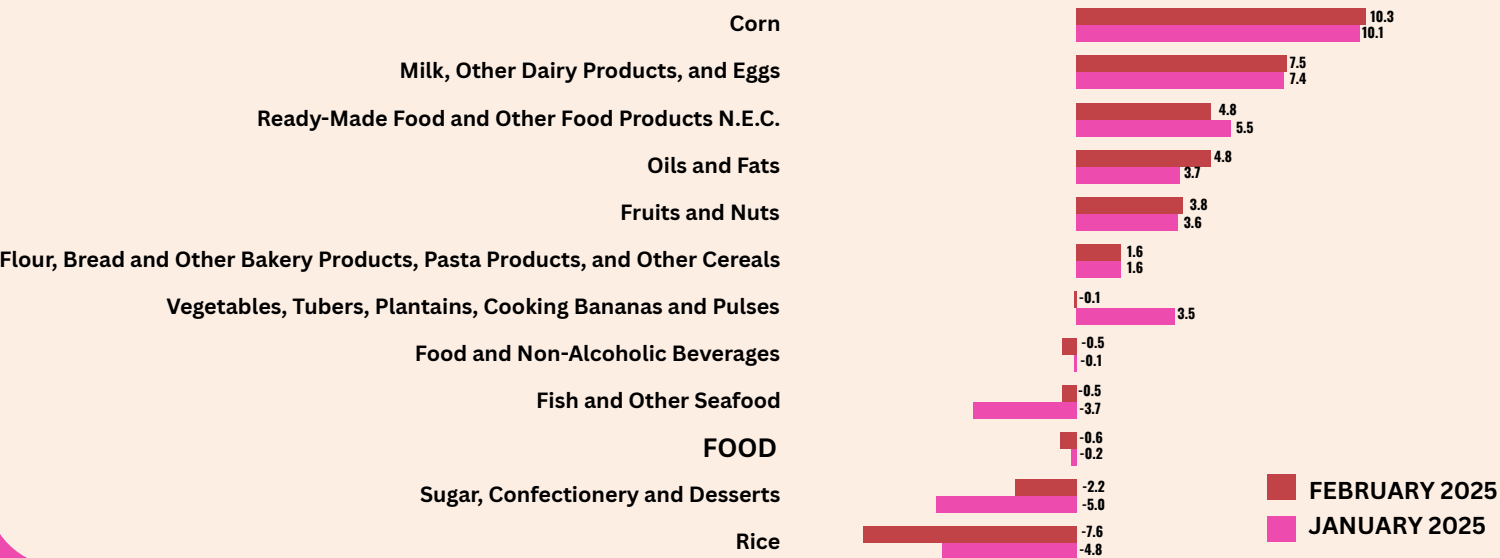 Corn
10.3
10.1
Milk, Other Dairy Products, and Eggs
7.5
7.4
Ready-Made Food and Other Food Products N.E.C.
4.8
5.5
Oils and Fats
4.8
3.7
Fruits and Nuts
3.8
3.6
Flour, Bread and Other Bakery Products, Pasta Products, and Other Cereals
1.6
1.6
Vegetables, Tubers, Plantains, Cooking Bananas and Pulses
-0.1
3.5
Food and Non-Alcoholic Beverages
-0.5
-0.1
Fish and Other Seafood
-0.5
-3.7
FOOD
-0.6
-0.2
Sugar, Confectionery and Desserts
-2.2
-5.0
Rice
-7.6
-4.8
FEBRUARY 2025
JANUARY 2025